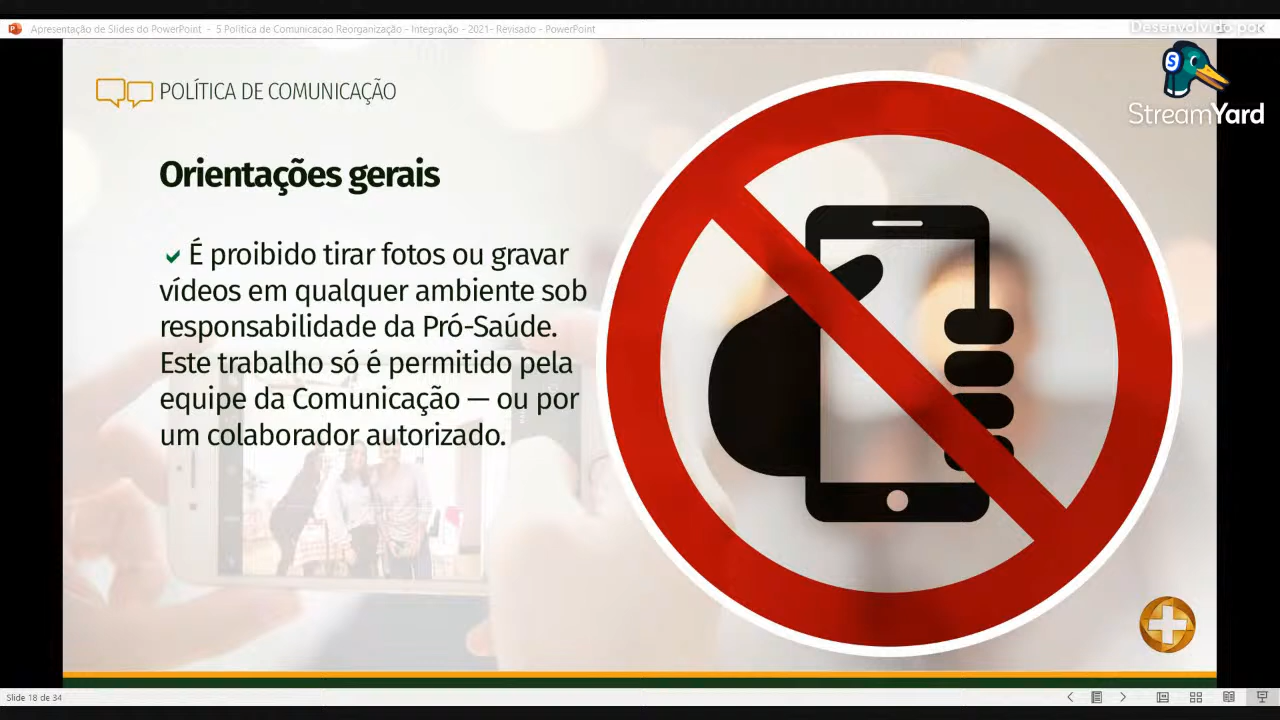 Apresentação de Slides do PowerPoint - 5 Política de Comunicacao Reorganização - Integração - 2021- Revisado - PowerPoint
Desenvolvido por
StreamYard
POLÍTICA DE COMUNICAÇÃO
Orientações gerais
É proibido tirar fotos ou gravar
vídeos em qualquer ambiente sob
responsabilidade da Pró-Saúde.
Este trabalho só é permitido pela
equipe da Comunicação — ou por
um colaborador autorizado.
Slide 18 de 34